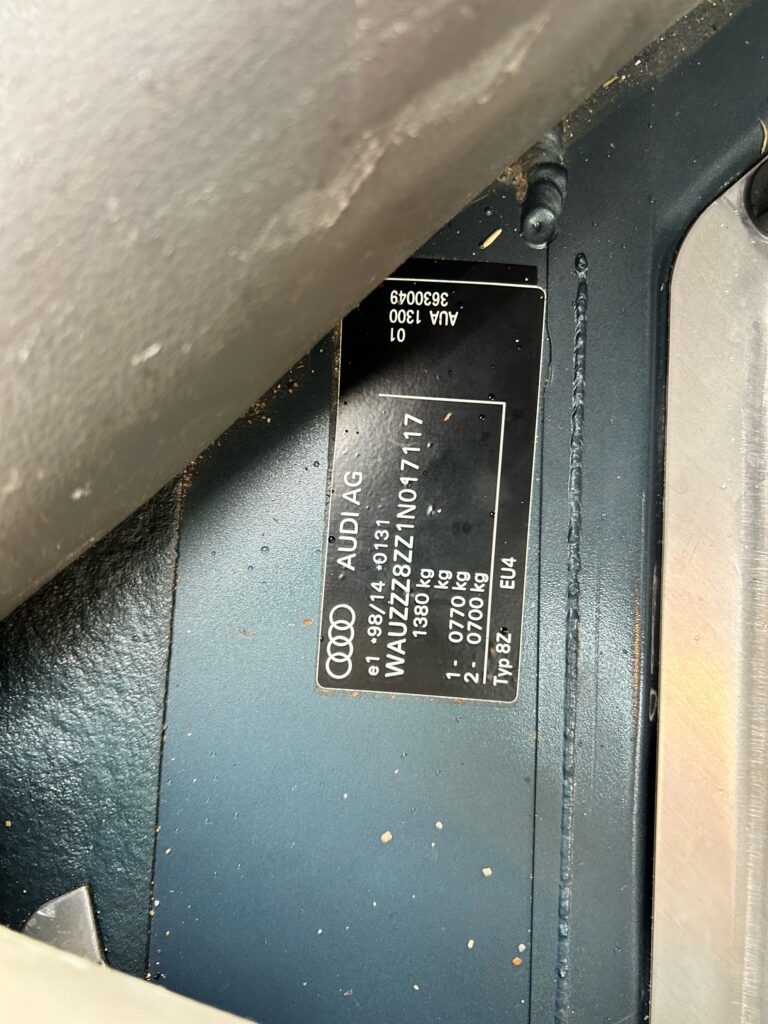 AUDI AG
e1 *98/14 *0131
WAUZZZ8ZZ1N017117
1380 kg
kg
1- 0770 kg
2- 0700 kg
Typ 8Z EU4
01
AUA 1300
3630049